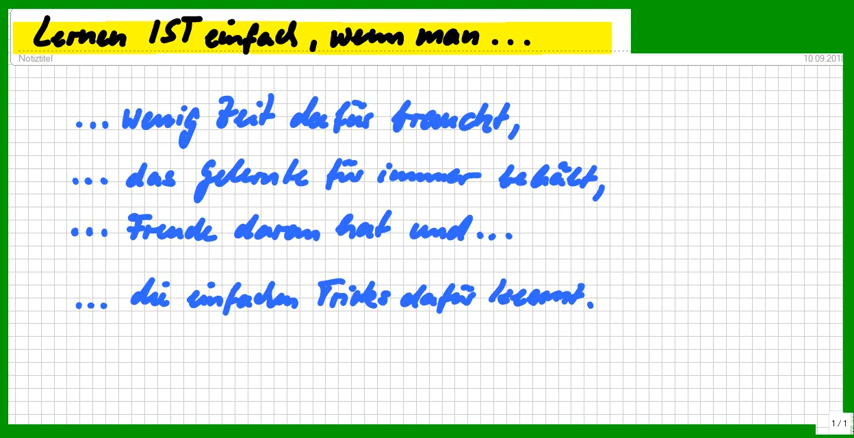 Lernen IST einfach, wenn man...
Notiztitel
10.09.201
... wenig Zeit dafür braucht,
... das Gelernte für immer behält,
... Freude daran hat und...
... die einfachen Tricks dafür kennt.
1 / 1